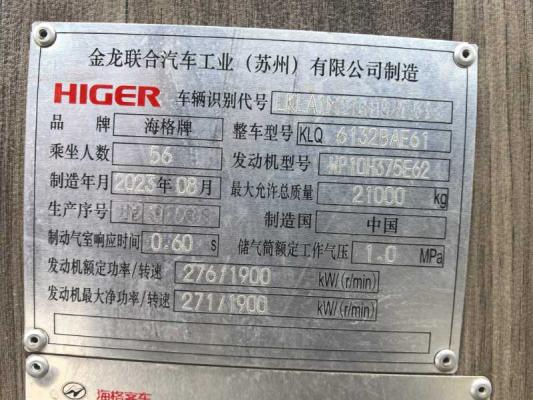 金龙联合汽车工业（苏州）有限公司制造
HIGER 车辆识别代号
品牌 海格牌 整车型号 KLQ 6132BAE61
乘坐人数 56 发动机型号 WP10H375E62
制造年月 2023年08月 最大允许总质量 21000 kg
生产序号 制造国 中国
制动气室响应时间 0.60 s 储气筒额定工作气压 1.0 MPa
发动机额定功率/转速 276/1900 kW/(r/min)
发动机最大净功率/转速 271/1900 kW/(r/min)
海格客车